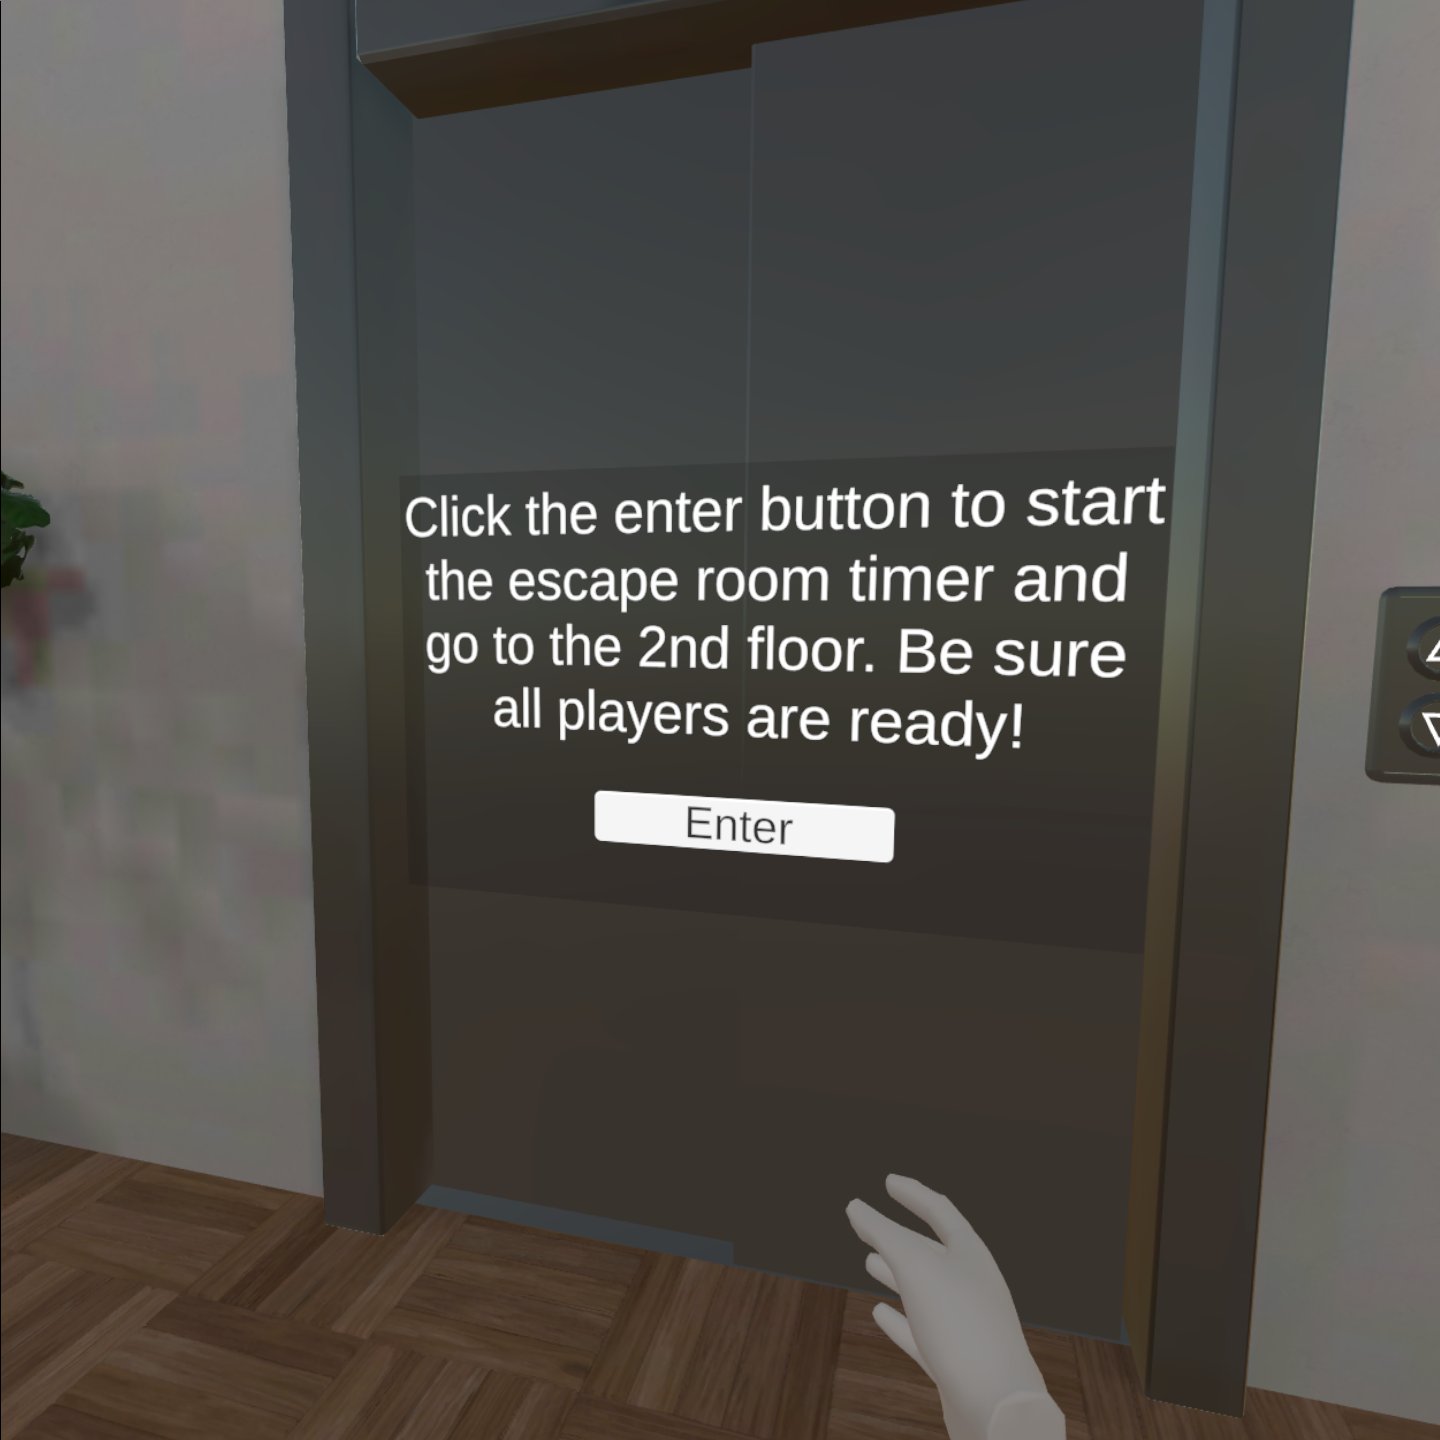 Click the enter button to start
the escape room timer and
go to the 2nd floor. Be sure
all players are ready!
Enter